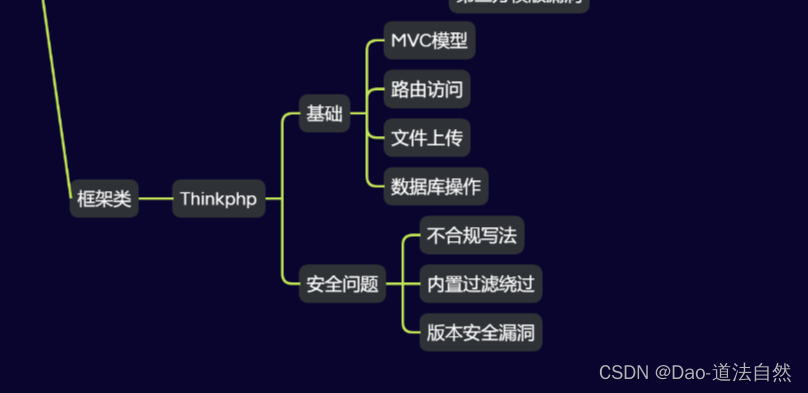 MVC模型
路由访问
基础
文件上传
数据库操作
框架类
Thinkphp
不合规写法
安全问题
内置过滤绕过
版本安全漏洞
CSDN @Dao-道法自然